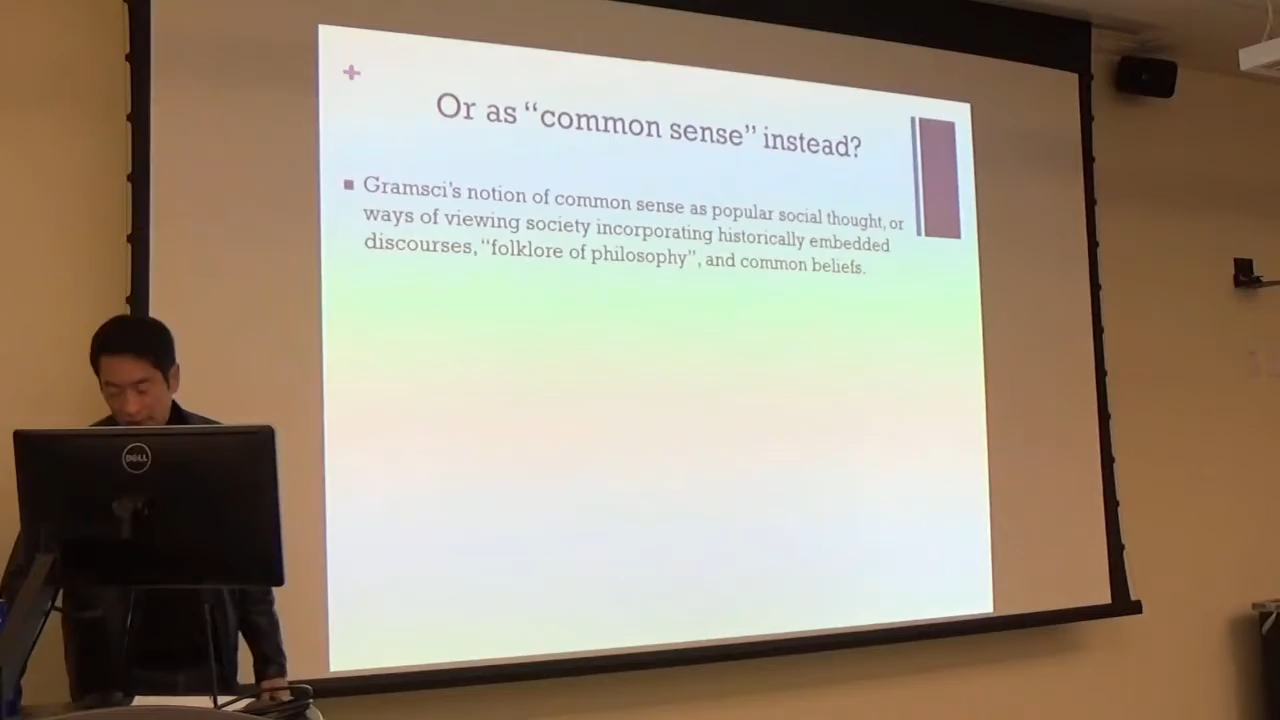 +
Or as “common sense” instead?
■ Gramsci’s notion of common sense as popular social thought, or
ways of viewing society incorporating historically embedded
discourses, “folklore of philosophy”, and common beliefs.
DELL